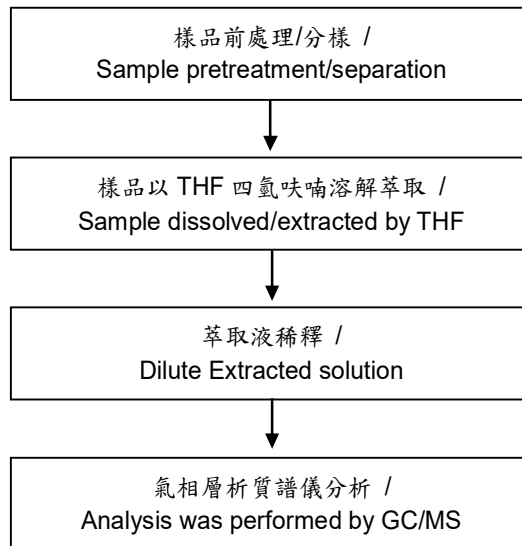 樣品前處理/分樣 /
Sample pretreatment/separation
樣品以 THF 四氫呋喃溶解萃取 /
Sample dissolved/extracted by THF
萃取液稀釋 /
Dilute Extracted solution
氣相層析質譜儀分析 /
Analysis was performed by GC/MS